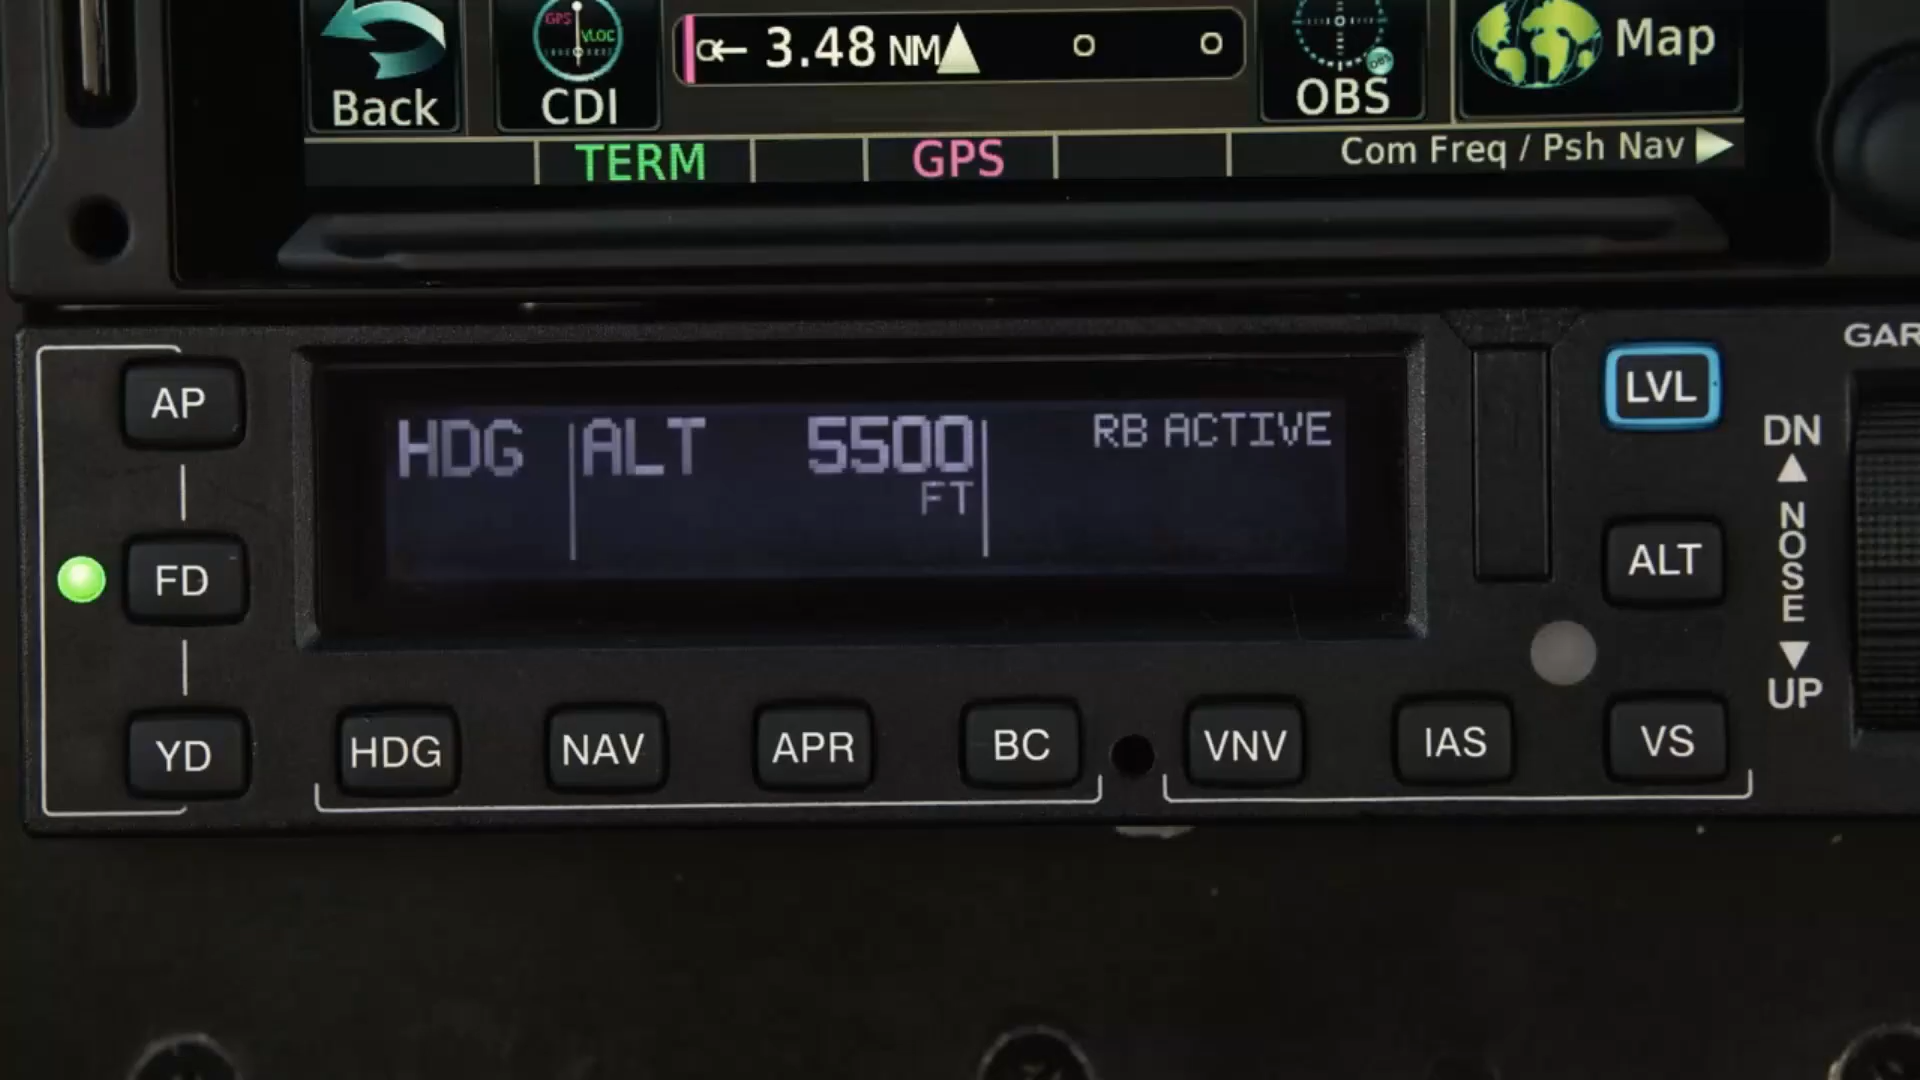 GPS
VLOC
3.48 NM
OBS
Back
CDI
OBS
Map
TERM
GPS
Com Freq / Psh Nav
GAR
AP
FD
YD
HDG
ALT 5500
FT
RB ACTIVE
LVL
ALT
DN
NOSE
UP
HDG
NAV
APR
BC
VNV
IAS
VS